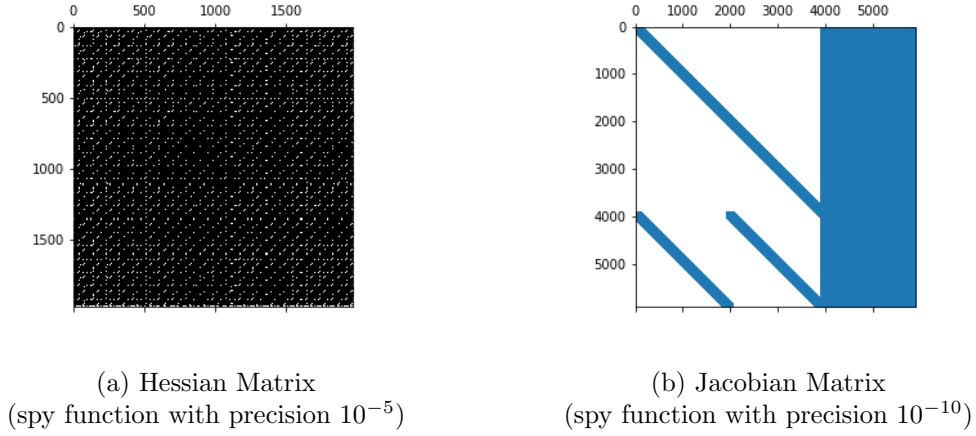 0 500 1000 1500
0
500
1000
1500
0 1000 2000 3000 4000 5000
0
1000
2000
3000
4000
5000
(a) Hessian Matrix
(spy function with precision 10⁻⁵)
(b) Jacobian Matrix
(spy function with precision 10⁻¹⁰)